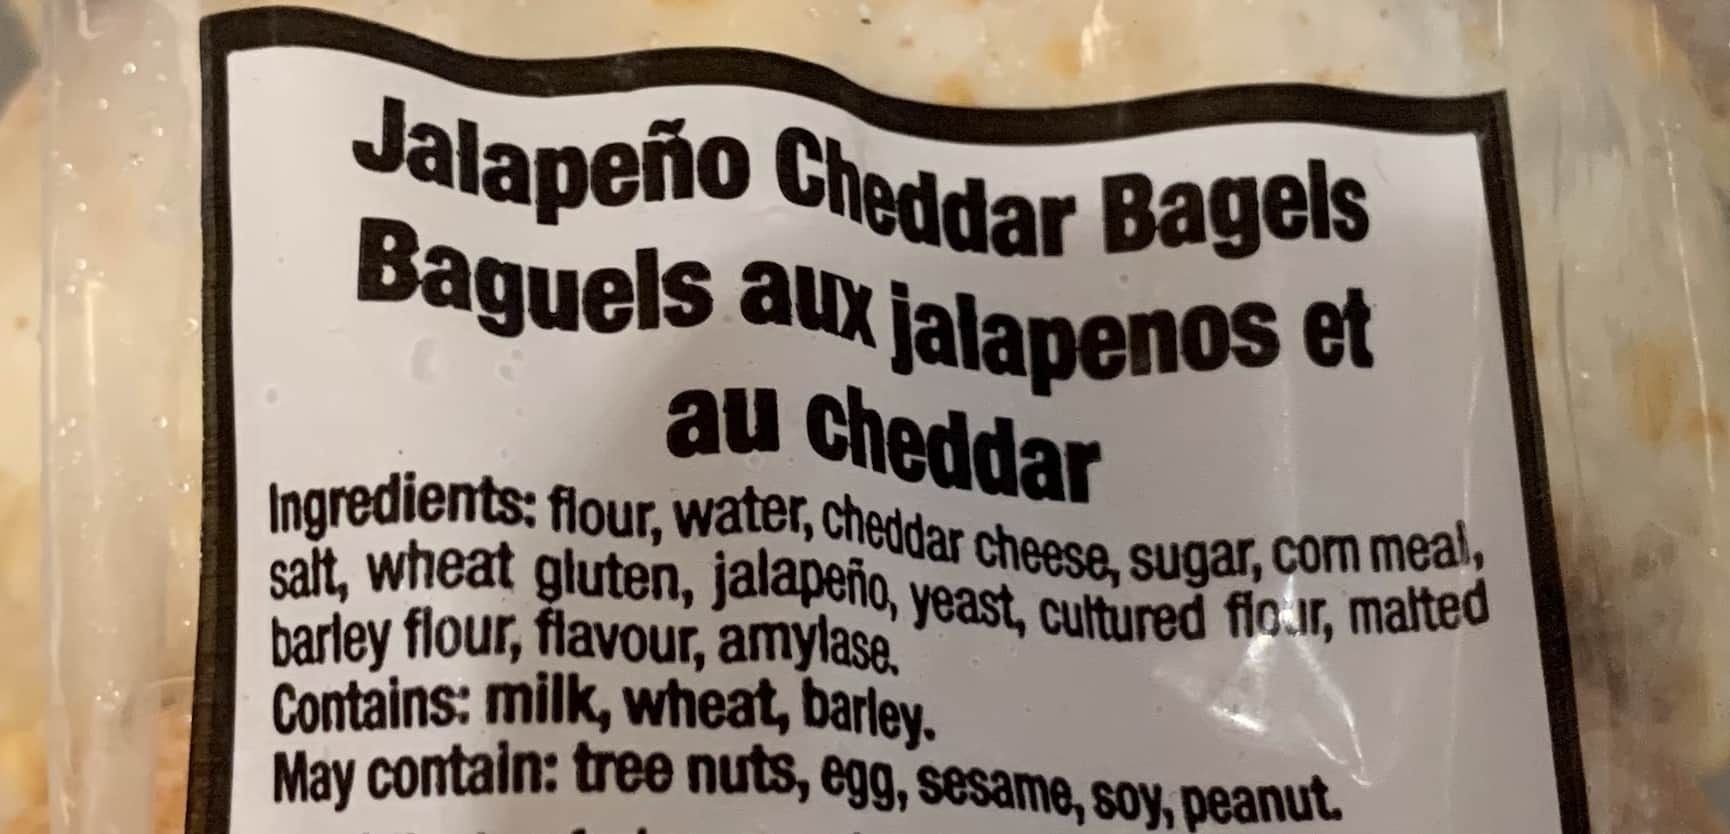 Jalapeño Cheddar Bagels
Baguels aux jalapenos et
au cheddar
Ingredients: flour, water, cheddar cheese, sugar, corn meal,
salt, wheat gluten, jalapeño, yeast, cultured flour, malted
barley flour, flavour, amylase.
Contains: milk, wheat, barley.
May contain: tree nuts, egg, sesame, soy, peanut.